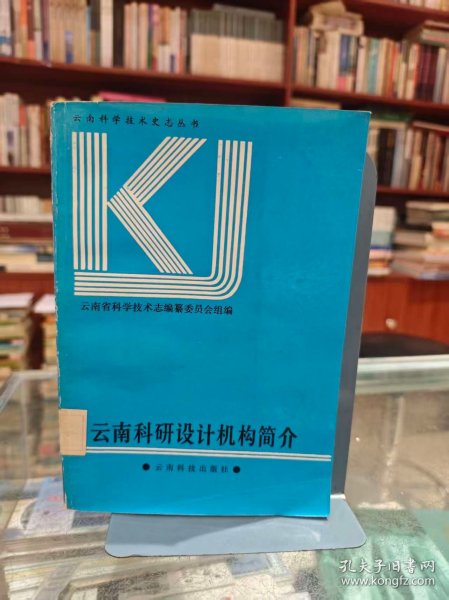 云南科学技术史志丛书
KJ
云南省科学技术志编纂委员会组编
云南科研设计机构简介
●云南科技出版社●
孔夫子旧书网
www.kongfz.com